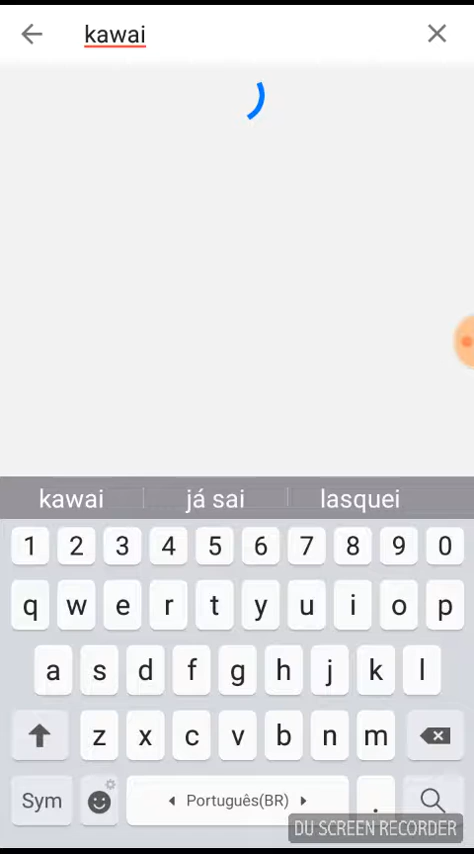 kawai
kawai já sai lasquei
1 2 3 4 5 6 7 8 9 0
q w e r t y u i o p
a s d f g h j k l
z x c v b n m
Sym Português(BR) .
DU SCREEN RECORDER